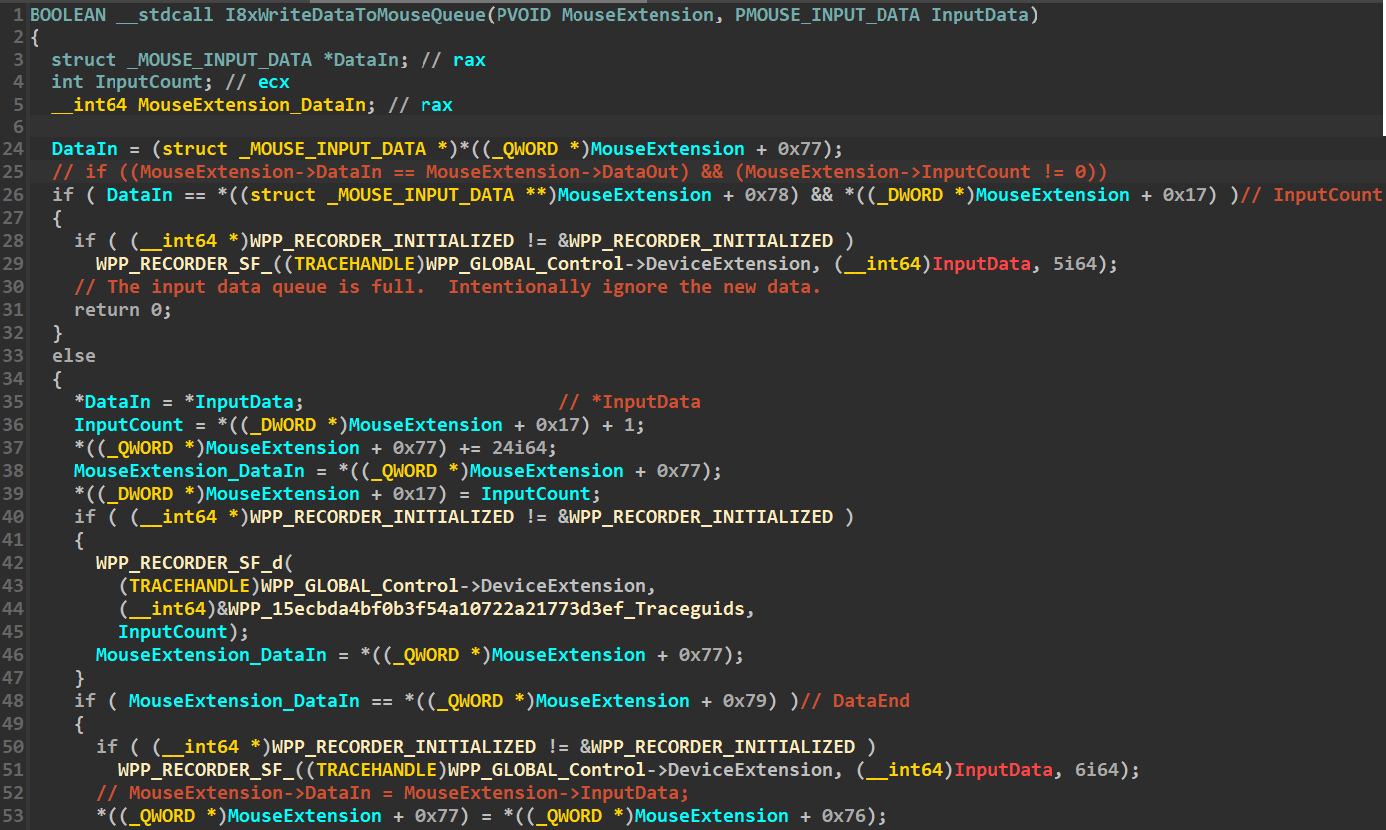 1 BOOLEAN __stdcall I8xWriteDataToMouseQueue(PVOID MouseExtension, PMOUSE_INPUT_DATA InputData)
2 {
3   struct _MOUSE_INPUT_DATA *DataIn; // rax
4   int InputCount; // ecx
5   __int64 MouseExtension_DataIn; // rax
6
24   DataIn = (struct _MOUSE_INPUT_DATA *)*((_QWORD *)MouseExtension + 0x77);
25   // if ((MouseExtension->DataIn == MouseExtension->DataOut) && (MouseExtension->InputCount != 0))
26   if ( DataIn == *((struct _MOUSE_INPUT_DATA **)MouseExtension + 0x78) && *((_DWORD *)MouseExtension + 0x17) )// InputCount
27   {
28     if ( (__int64 *)WPP_RECORDER_INITIALIZED != &WPP_RECORDER_INITIALIZED )
29       WPP_RECORDER_SF_((TRACEHANDLE)WPP_GLOBAL_Control->DeviceExtension, (__int64)InputData, 5i64);
30     // The input data queue is full.  Intentionally ignore the new data.
31     return 0;
32   }
33   else
34   {
35     *DataIn = *InputData;                       // *InputData
36     InputCount = *((_DWORD *)MouseExtension + 0x17) + 1;
37     *((_QWORD *)MouseExtension + 0x77) += 24i64;
38     MouseExtension_DataIn = *((_QWORD *)MouseExtension + 0x77);
39     *((_DWORD *)MouseExtension + 0x17) = InputCount;
40     if ( (__int64 *)WPP_RECORDER_INITIALIZED != &WPP_RECORDER_INITIALIZED )
41     {
42       WPP_RECORDER_SF_d(
43         (TRACEHANDLE)WPP_GLOBAL_Control->DeviceExtension,
44         (__int64)&WPP_15ecbda4bf0b3f54a10722a21773d3ef_Traceguids,
45         InputCount);
46       MouseExtension_DataIn = *((_QWORD *)MouseExtension + 0x77);
47     }
48     if ( MouseExtension_DataIn == *((_QWORD *)MouseExtension + 0x79) )// DataEnd
49     {
50       if ( (__int64 *)WPP_RECORDER_INITIALIZED != &WPP_RECORDER_INITIALIZED )
51         WPP_RECORDER_SF_((TRACEHANDLE)WPP_GLOBAL_Control->DeviceExtension, (__int64)InputData, 6i64);
52       // MouseExtension->DataIn = MouseExtension->InputData;
53       *((_QWORD *)MouseExtension + 0x77) = *((_QWORD *)MouseExtension + 0x76);